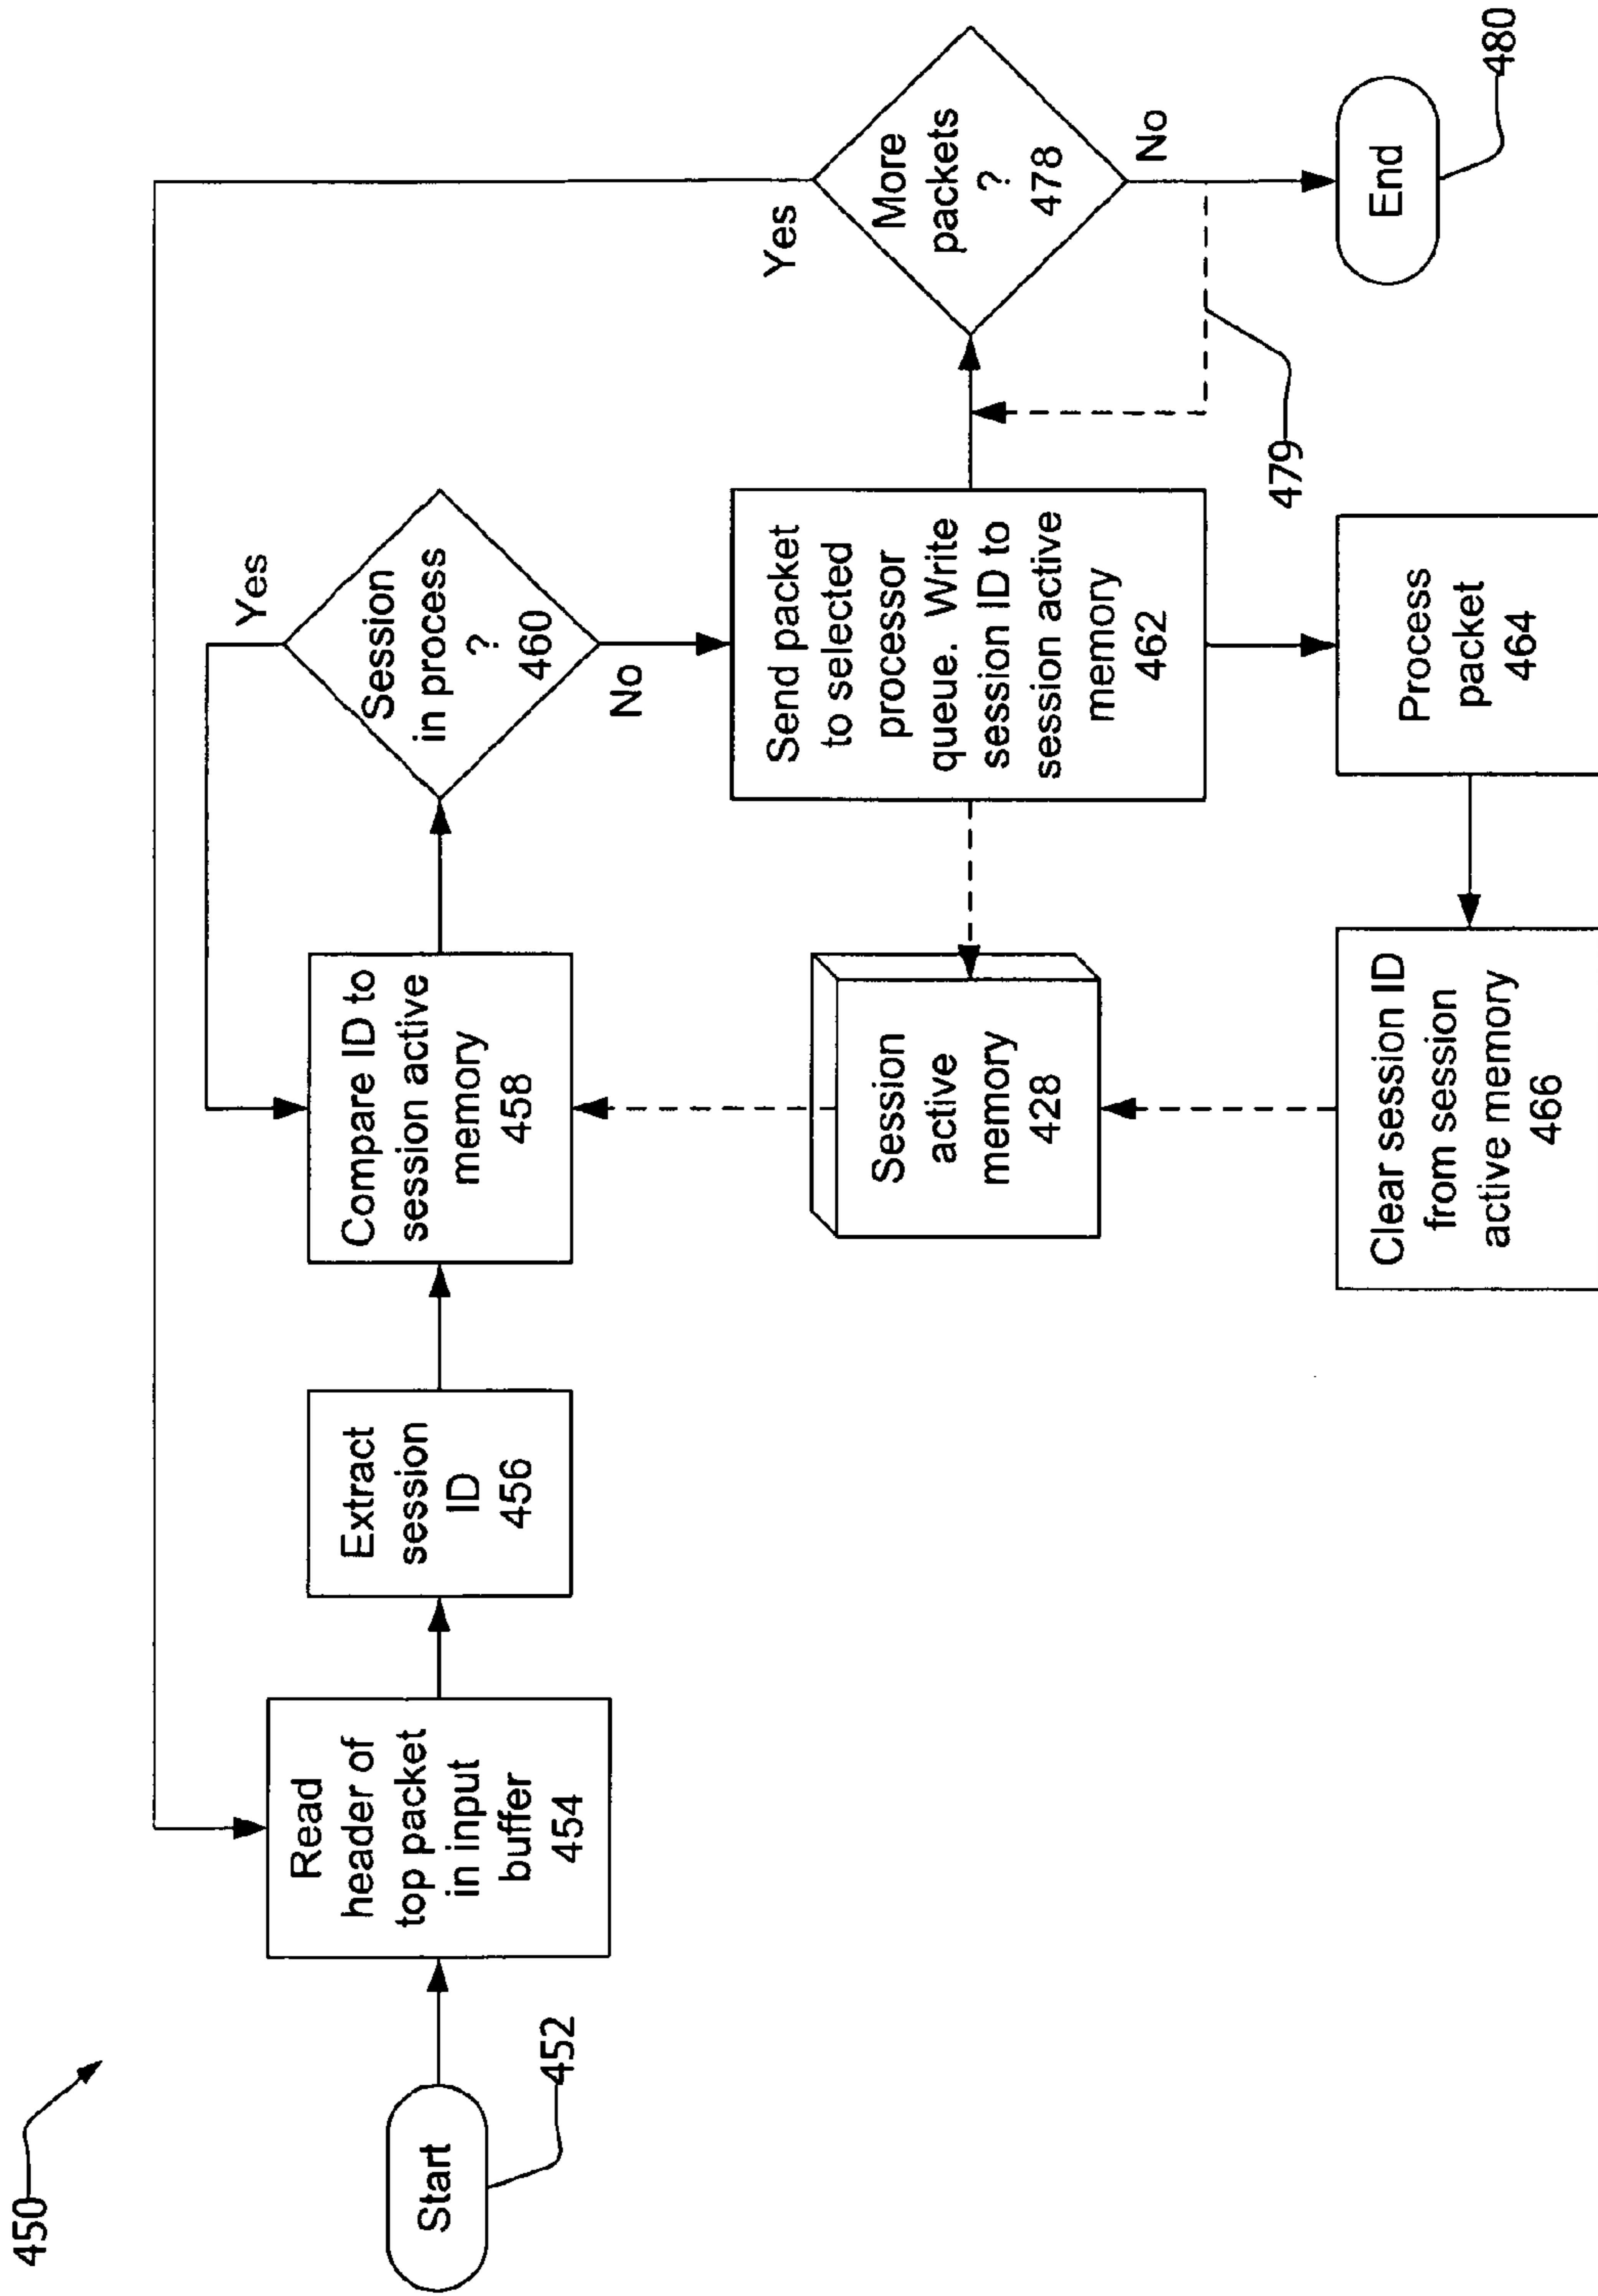 450
Start
452
Read
header of
top packet
in input
buffer
454
Extract
session
ID
456
Compare ID to
session active
memory
458
Yes
Session
in process
?
460
No
Send packet
to selected
processor
queue. Write
session ID to
session active
memory
462
Session
active
memory
428
Process
packet
464
Clear session ID
from session
active memory
466
Yes
More
packets
?
478
No
479
End
480